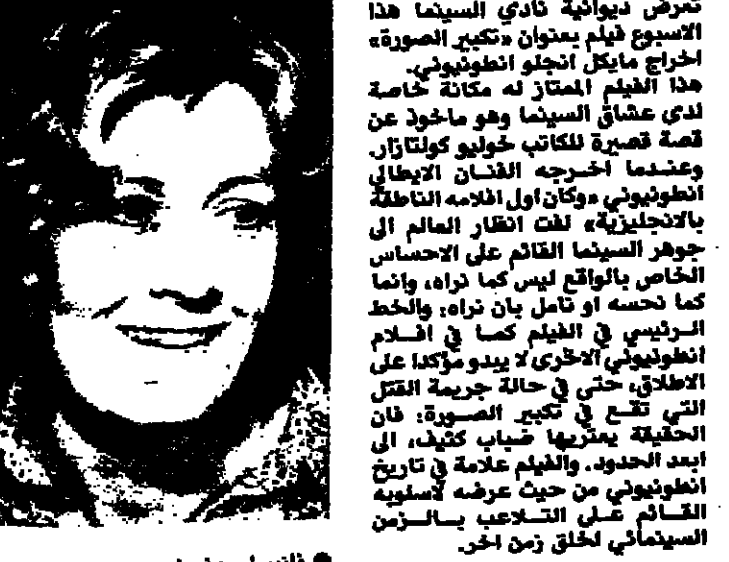 تعرض ديوانية نادي السينما هذا
الاسبوع فيلم بعنوان «تكبير الصورة»
اخراج مايكل انجلو انطونيوني.
هذا الفيلم الممتاز له مكانة خاصة
لدى عشاق السينما وهو ماخوذ عن
قصة قصيرة للكاتب خوليو كولتازار.
وعندما اخرجه الفنان الايطالي
انطونيوني «وكان اول افلامه الناطقة
بالانجليزية» لفت انظار العالم الى
جوهر السينما القائم على الاحساس
الخاص بالواقع ليس كما نراه، وانما
كما نحسه او نامل بان نراه: والخط
الرئيسي في الفيلم كما في افلام
انطونيوني الاخرى لا يبدو مؤكدا على
الاطلاق، حتى في حالة جريمة القتل
التي تقع في تكبير الصورة: فان
الحقيقة يعتريها ضباب كثيف، الى
ابعد الحدود. والفيلم علامة في تاريخ
انطونيوني من حيث عرضه لاسلوبه
القائم على التلاعب بالزمن
السينمائي لخلق زمن اخر.